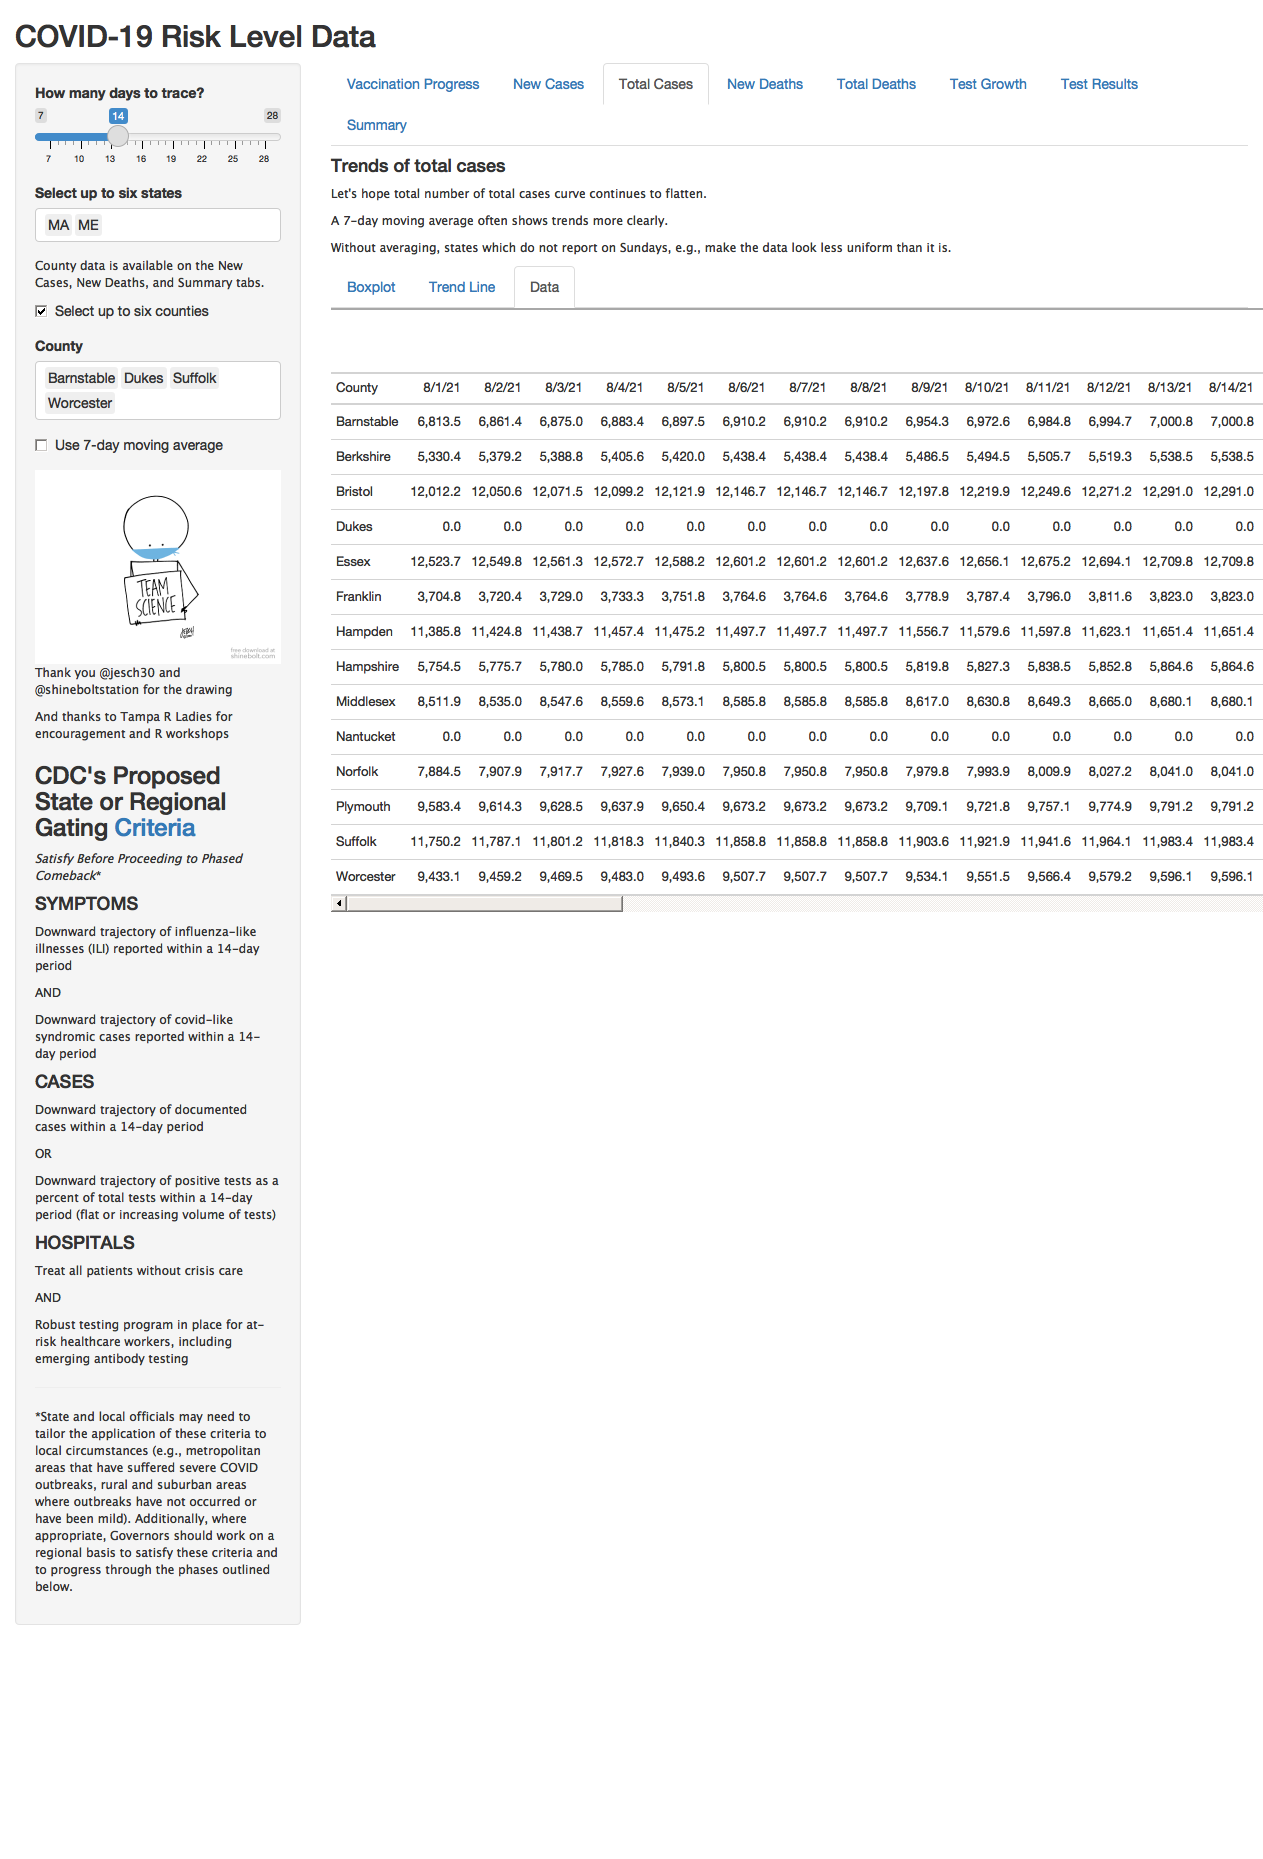 COVID-19 Risk Level Data
How many days to trace?
7 14 28
7 10 13 16 19 22 25 28
Select up to six states
MA ME
County data is available on the New
Cases, New Deaths, and Summary tabs.
Select up to six counties
County
Barnstable Dukes Suffolk
Worcester
Use 7-day moving average
TEAM
SCIENCE
free download at
shinebolt.com
Thank you @jesch30 and
@shineboltstation for the drawing
And thanks to Tampa R Ladies for
encouragement and R workshops
CDC's Proposed
State or Regional
Gating Criteria
Satisfy Before Proceeding to Phased
Comeback*
SYMPTOMS
Downward trajectory of influenza-like
illnesses (ILI) reported within a 14-day
period
AND
Downward trajectory of covid-like
syndromic cases reported within a 14-
day period
CASES
Downward trajectory of documented
cases within a 14-day period
OR
Downward trajectory of positive tests as a
percent of total tests within a 14-day
period (flat or increasing volume of tests)
HOSPITALS
Treat all patients without crisis care
AND
Robust testing program in place for at-
risk healthcare workers, including
emerging antibody testing
*State and local officials may need to
tailor the application of these criteria to
local circumstances (e.g., metropolitan
areas that have suffered severe COVID
outbreaks, rural and suburban areas
where outbreaks have not occurred or
have been mild). Additionally, where
appropriate, Governors should work on a
regional basis to satisfy these criteria and
to progress through the phases outlined
below.
Vaccination Progress New Cases Total Cases New Deaths Total Deaths Test Growth Test Results
Summary
Trends of total cases
Let's hope total number of total cases curve continues to flatten.
A 7-day moving average often shows trends more clearly.
Without averaging, states which do not report on Sundays, e.g., make the data look less uniform than it is.
Boxplot Trend Line Data
County 8/1/21 8/2/21 8/3/21 8/4/21 8/5/21 8/6/21 8/7/21 8/8/21 8/9/21 8/10/21 8/11/21 8/12/21 8/13/21 8/14/21
Barnstable 6,813.5 6,861.4 6,875.0 6,883.4 6,897.5 6,910.2 6,910.2 6,910.2 6,954.3 6,972.6 6,984.8 6,994.7 7,000.8 7,000.8
Berkshire 5,330.4 5,379.2 5,388.8 5,405.6 5,420.0 5,438.4 5,438.4 5,438.4 5,486.5 5,494.5 5,505.7 5,519.3 5,538.5 5,538.5
Bristol 12,012.2 12,050.6 12,071.5 12,099.2 12,121.9 12,146.7 12,146.7 12,146.7 12,197.8 12,219.9 12,249.6 12,271.2 12,291.0 12,291.0
Dukes 0.0 0.0 0.0 0.0 0.0 0.0 0.0 0.0 0.0 0.0 0.0 0.0 0.0 0.0
Essex 12,523.7 12,549.8 12,561.3 12,572.7 12,588.2 12,601.2 12,601.2 12,601.2 12,637.6 12,656.1 12,675.2 12,694.1 12,709.8 12,709.8
Franklin 3,704.8 3,720.4 3,729.0 3,733.3 3,751.8 3,764.6 3,764.6 3,764.6 3,778.9 3,787.4 3,796.0 3,811.6 3,823.0 3,823.0
Hampden 11,385.8 11,424.8 11,438.7 11,457.4 11,475.2 11,497.7 11,497.7 11,497.7 11,556.7 11,579.6 11,597.8 11,623.1 11,651.4 11,651.4
Hampshire 5,754.5 5,775.7 5,780.0 5,785.0 5,791.8 5,800.5 5,800.5 5,800.5 5,819.8 5,827.3 5,838.5 5,852.8 5,864.6 5,864.6
Middlesex 8,511.9 8,535.0 8,547.6 8,559.6 8,573.1 8,585.8 8,585.8 8,585.8 8,617.0 8,630.8 8,649.3 8,665.0 8,680.1 8,680.1
Nantucket 0.0 0.0 0.0 0.0 0.0 0.0 0.0 0.0 0.0 0.0 0.0 0.0 0.0 0.0
Norfolk 7,884.5 7,907.9 7,917.7 7,927.6 7,939.0 7,950.8 7,950.8 7,950.8 7,979.8 7,993.9 8,009.9 8,027.2 8,041.0 8,041.0
Plymouth 9,583.4 9,614.3 9,628.5 9,637.9 9,650.4 9,673.2 9,673.2 9,673.2 9,709.1 9,721.8 9,757.1 9,774.9 9,791.2 9,791.2
Suffolk 11,750.2 11,787.1 11,801.2 11,818.3 11,840.3 11,858.8 11,858.8 11,858.8 11,903.6 11,921.9 11,941.6 11,964.1 11,983.4 11,983.4
Worcester 9,433.1 9,459.2 9,469.5 9,483.0 9,493.6 9,507.7 9,507.7 9,507.7 9,534.1 9,551.5 9,566.4 9,579.2 9,596.1 9,596.1